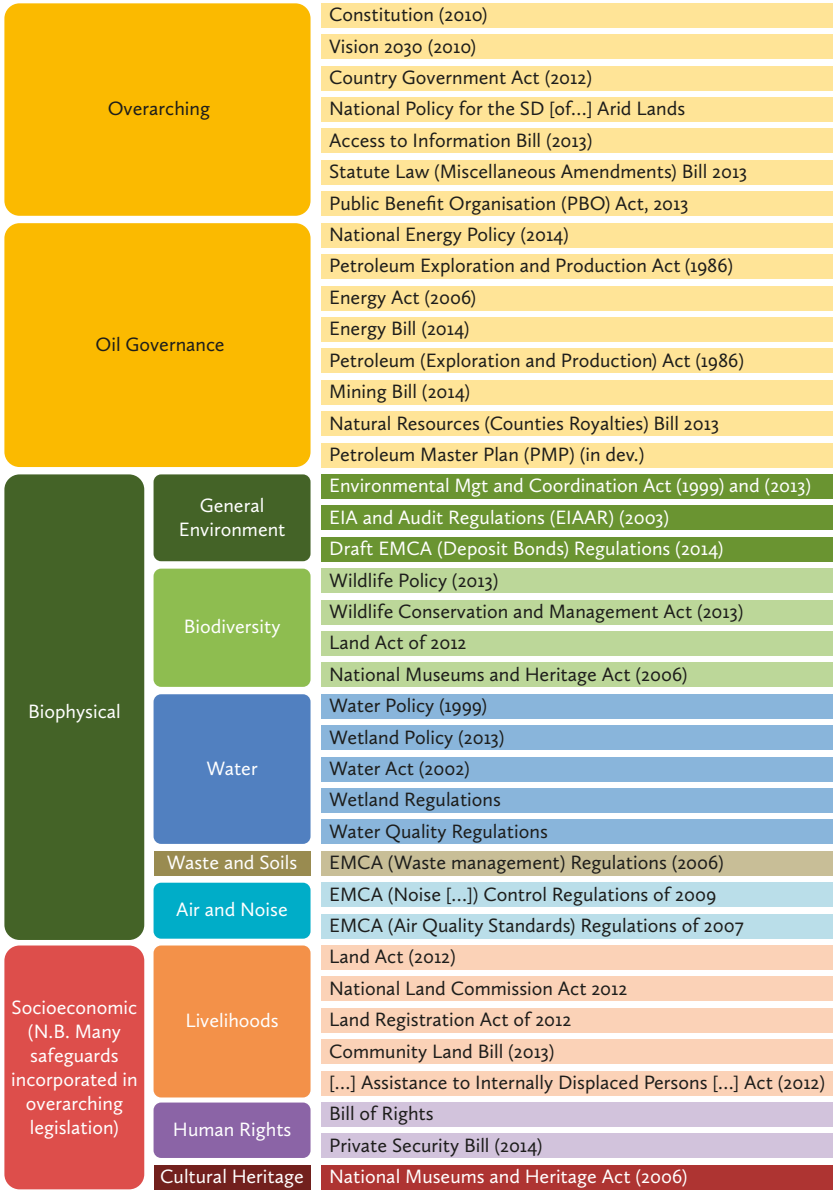 Overarching
Constitution (2010)
Vision 2030 (2010)
Country Government Act (2012)
National Policy for the SD [of...] Arid Lands
Access to Information Bill (2013)
Statute Law (Miscellaneous Amendments) Bill 2013
Public Benefit Organisation (PBO) Act, 2013
Oil Governance
National Energy Policy (2014)
Petroleum Exploration and Production Act (1986)
Energy Act (2006)
Energy Bill (2014)
Petroleum (Exploration and Production) Act (1986)
Mining Bill (2014)
Natural Resources (Counties Royalties) Bill 2013
Petroleum Master Plan (PMP) (in dev.)
Biophysical
General
Environment
Environmental Mgt and Coordination Act (1999) and (2013)
EIA and Audit Regulations (EIAAR) (2003)
Draft EMCA (Deposit Bonds) Regulations (2014)
Biodiversity
Wildlife Policy (2013)
Wildlife Conservation and Management Act (2013)
Land Act of 2012
National Museums and Heritage Act (2006)
Water
Water Policy (1999)
Wetland Policy (2013)
Water Act (2002)
Wetland Regulations
Water Quality Regulations
Waste and Soils
EMCA (Waste management) Regulations (2006)
Air and Noise
EMCA (Noise [...]) Control Regulations of 2009
EMCA (Air Quality Standards) Regulations of 2007
Socioeconomic
(N.B. Many
safeguards
incorporated in
overarching
legislation)
Livelihoods
Land Act (2012)
National Land Commission Act 2012
Land Registration Act of 2012
Community Land Bill (2013)
[...] Assistance to Internally Displaced Persons [...] Act (2012)
Human Rights
Bill of Rights
Private Security Bill (2014)
Cultural Heritage
National Museums and Heritage Act (2006)